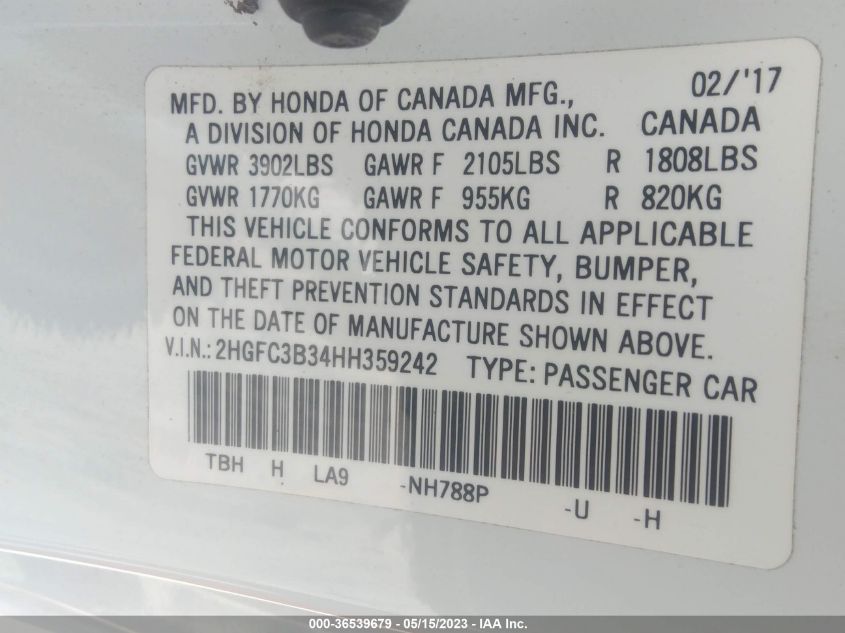 MFD. BY HONDA OF CANADA MFG., 02/'17
A DIVISION OF HONDA CANADA INC. CANADA
GVWR 3902LBS GAWR F 2105LBS R 1808LBS
GVWR 1770KG GAWR F 955KG R 820KG
THIS VEHICLE CONFORMS TO ALL APPLICABLE
FEDERAL MOTOR VEHICLE SAFETY, BUMPER,
AND THEFT PREVENTION STANDARDS IN EFFECT
ON THE DATE OF MANUFACTURE SHOWN ABOVE.
V.I.N.: 2HGFC3B34HH359242 TYPE: PASSENGER CAR
TBH H LA9 -NH788P -U -H
000-36539679 - 05/15/2023 - IAA Inc.